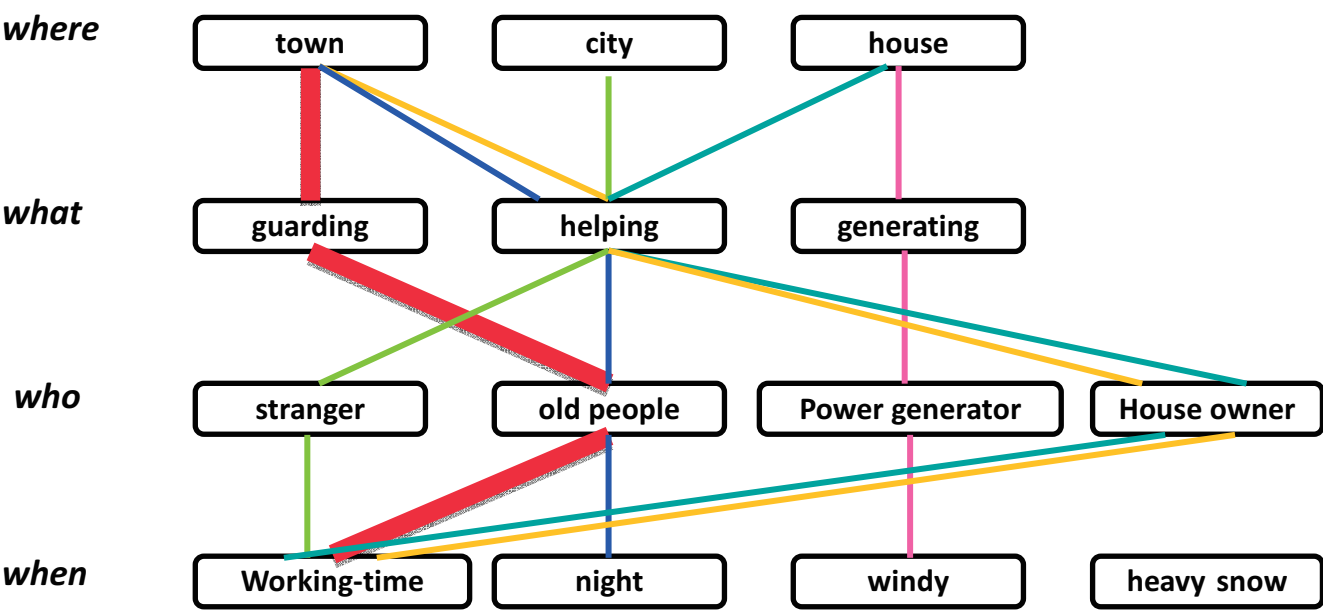 where
town
city
house
what
guarding
helping
generating
who
stranger
old people
Power generator
House owner
when
Working-time
night
windy
heavy snow